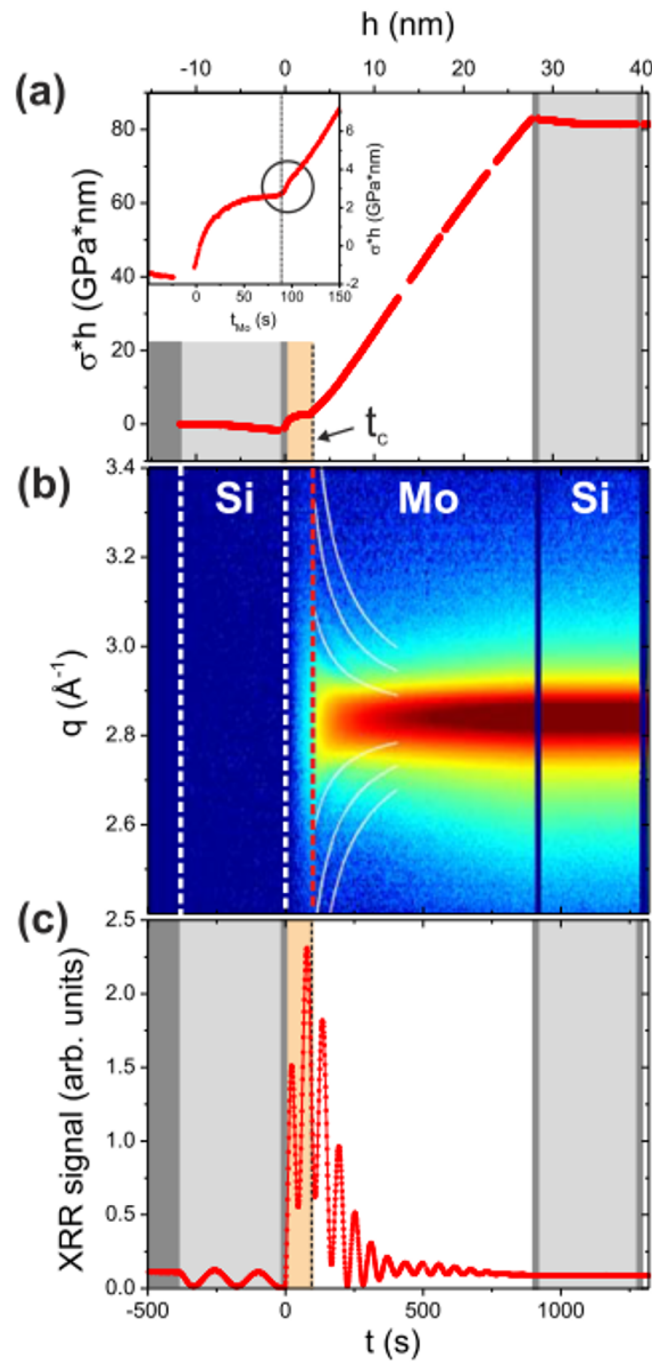 h (nm)
-10 0 10 20 30 40
(a)
80
60
40
20
0
σ*h (GPa*nm)
6
4
2
0
-2
σ*h (GPa*nm)
0 50 100 150
t_Mo (s)
t_c
(b)
Si Mo Si
3.4
3.2
3.0
2.8
2.6
q (Å⁻¹)
(c)
2.5
2.0
1.5
1.0
0.5
0.0
XRR signal (arb. units)
-500 0 500 1000
t (s)